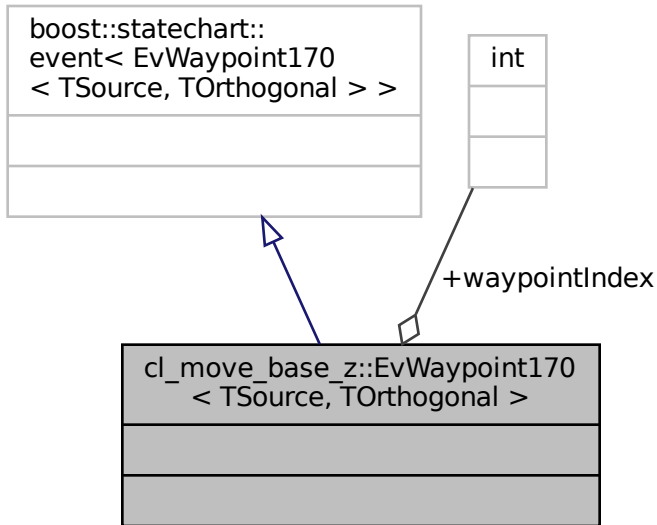 boost::statechart::
event< EvWaypoint170
< TSource, TOrthogonal > >
int
+waypointIndex
cl_move_base_z::EvWaypoint170
< TSource, TOrthogonal >